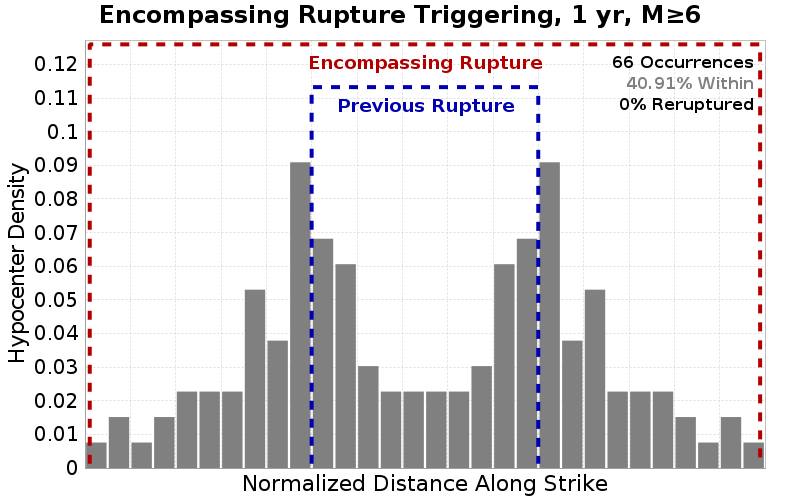 Encompassing Rupture Triggering, 1 yr, M≥6
Encompassing Rupture
Previous Rupture
66 Occurrences
40.91% Within
0% Reruptured
Hypocenter Density
0.12
0.11
0.1
0.09
0.08
0.07
0.06
0.05
0.04
0.03
0.02
0.01
0
Normalized Distance Along Strike